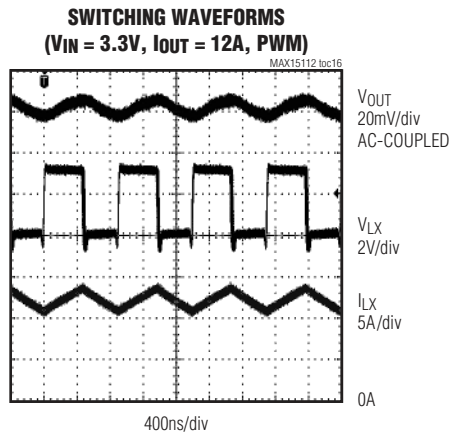 SWITCHING WAVEFORMS
(VIN = 3.3V, IOUT = 12A, PWM)
MAX15112 toc16
T
VOUT
20mV/div
AC-COUPLED
VLX
2V/div
ILX
5A/div
0A
400ns/div